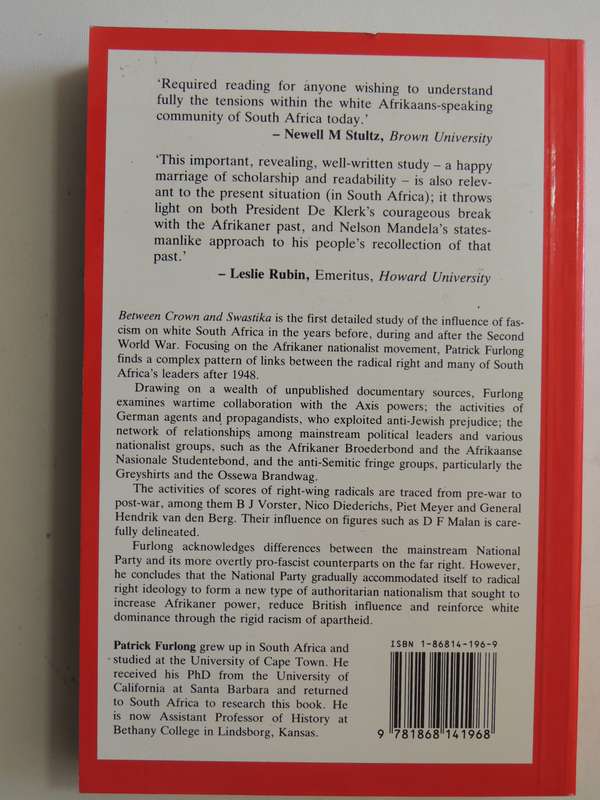 'Required reading for anyone wishing to understand
fully the tensions within the white Afrikaans-speaking
community of South Africa today.'
– Newell M Stultz, Brown University
'This important, revealing, well-written study – a happy
marriage of scholarship and readability – is also relev-
ant to the present situation (in South Africa); it throws
light on both President De Klerk's courageous break
with the Afrikaner past, and Nelson Mandela's states-
manlike approach to his people's recollection of that
past.'
– Leslie Rubin, Emeritus, Howard University
Between Crown and Swastika is the first detailed study of the influence of fas-
cism on white South Africa in the years before, during and after the Second
World War. Focusing on the Afrikaner nationalist movement, Patrick Furlong
finds a complex pattern of links between the radical right and many of South
Africa's leaders after 1948.
Drawing on a wealth of unpublished documentary sources, Furlong
examines wartime collaboration with the Axis powers; the activities of
German agents and propagandists, who exploited anti-Jewish prejudice; the
network of relationships among mainstream political leaders and various
nationalist groups, such as the Afrikaner Broederbond and the Afrikaanse
Nasionale Studentebond, and the anti-Semitic fringe groups, particularly the
Greyshirts and the Ossewa Brandwag.
The activities of scores of right-wing radicals are traced from pre-war to
post-war, among them B J Vorster, Nico Diederichs, Piet Meyer and General
Hendrik van den Berg. Their influence on figures such as D F Malan is care-
fully delineated.
Furlong acknowledges differences between the mainstream National
Party and its more overtly pro-fascist counterparts on the far right. However,
he concludes that the National Party gradually accommodated itself to radical
right ideology to form a new type of authoritarian nationalism that sought to
increase Afrikaner power, reduce British influence and reinforce white
dominance through the rigid racism of apartheid.
Patrick Furlong grew up in South Africa and
studied at the University of Cape Town. He
received his PhD from the University of
California at Santa Barbara and returned
to South Africa to research this book. He
is now Assistant Professor of History at
Bethany College in Lindsborg, Kansas.
ISBN 1-86814-196-9
9 781868 141968